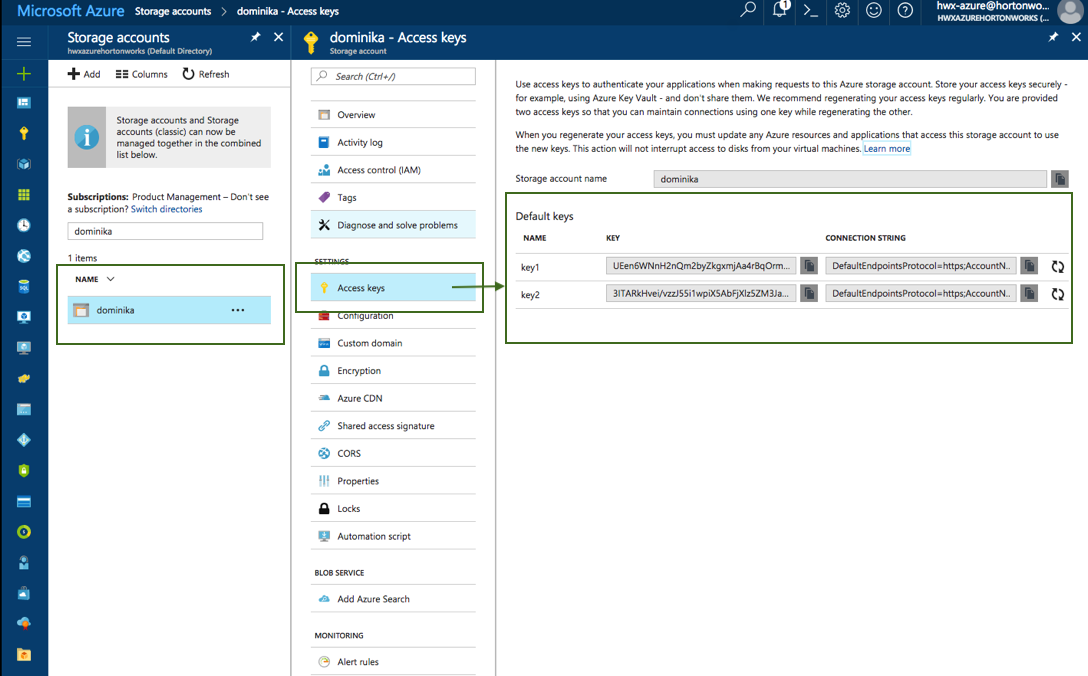 Microsoft Azure Storage accounts > dominika - Access keys
1
hwx-azure@hortonwo...
HWXAZUREHORTONWORKS (...
Storage accounts
hwxazurehortonworks (Default Directory)
Add Columns Refresh
Storage accounts and Storage
accounts (classic) can now be
managed together in the combined
list below.
Subscriptions: Product Management – Don't see
a subscription? Switch directories
dominika
1 items
NAME
dominika
dominika - Access keys
Storage account
Search (Ctrl+/)
Overview
Activity log
Access control (IAM)
Tags
Diagnose and solve problems
SETTINGS
Access keys
Configuration
Custom domain
Encryption
Azure CDN
Shared access signature
CORS
Properties
Locks
Automation script
BLOB SERVICE
Add Azure Search
MONITORING
Alert rules
Use access keys to authenticate your applications when making requests to this Azure storage account. Store your access keys securely -
for example, using Azure Key Vault - and don't share them. We recommend regenerating your access keys regularly. You are provided
two access keys so that you can maintain connections using one key while regenerating the other.
When you regenerate your access keys, you must update any Azure resources and applications that access this storage account to use
the new keys. This action will not interrupt access to disks from your virtual machines. Learn more
Storage account name dominika
Default keys
NAME KEY CONNECTION STRING
key1 UEen6WNnH2nQm2byZkgxmjAa4rBqOrm... DefaultEndpointsProtocol=https;AccountN...
key2 3ITARkHvei/vzzJ55i1wpiX5AbFjXlz5ZM3Ja... DefaultEndpointsProtocol=https;AccountN...